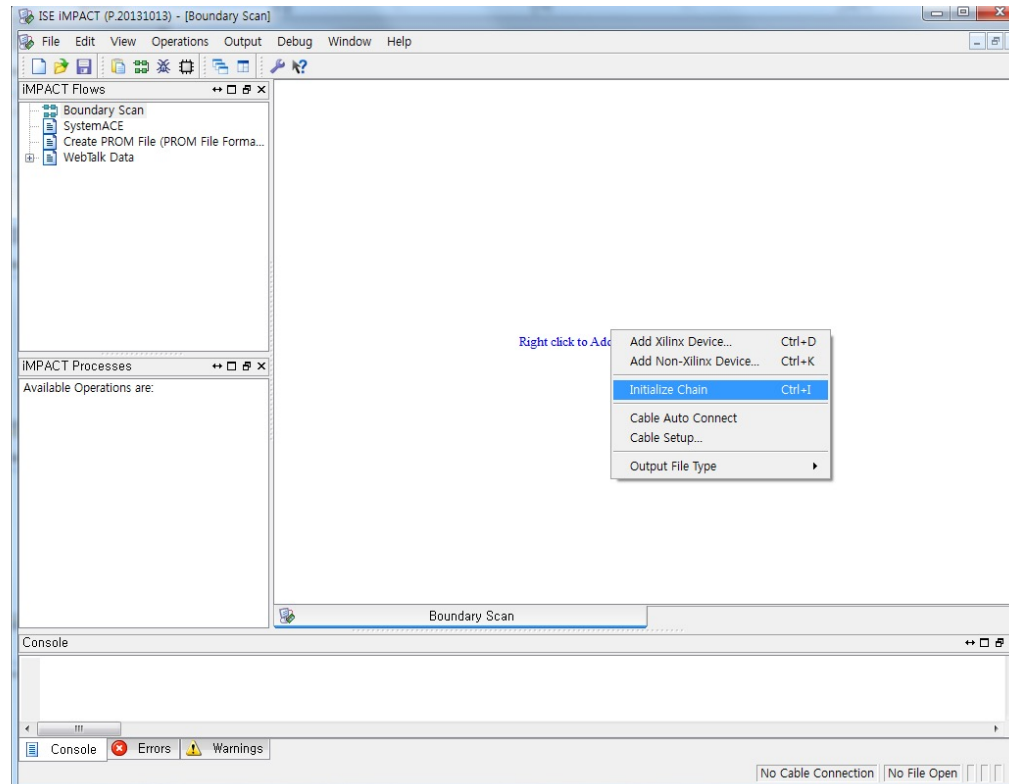 ISE iMPACT (P.20131013) - [Boundary Scan]
File Edit View Operations Output Debug Window Help
iMPACT Flows
Boundary Scan
SystemACE
Create PROM File (PROM File Forma...
WebTalk Data
Right click to Add
Add Xilinx Device... Ctrl+D
Add Non-Xilinx Device... Ctrl+K
Initialize Chain Ctrl+I
Cable Auto Connect
Cable Setup...
Output File Type
iMPACT Processes
Available Operations are:
Boundary Scan
Console
Console Errors Warnings
No Cable Connection No File Open